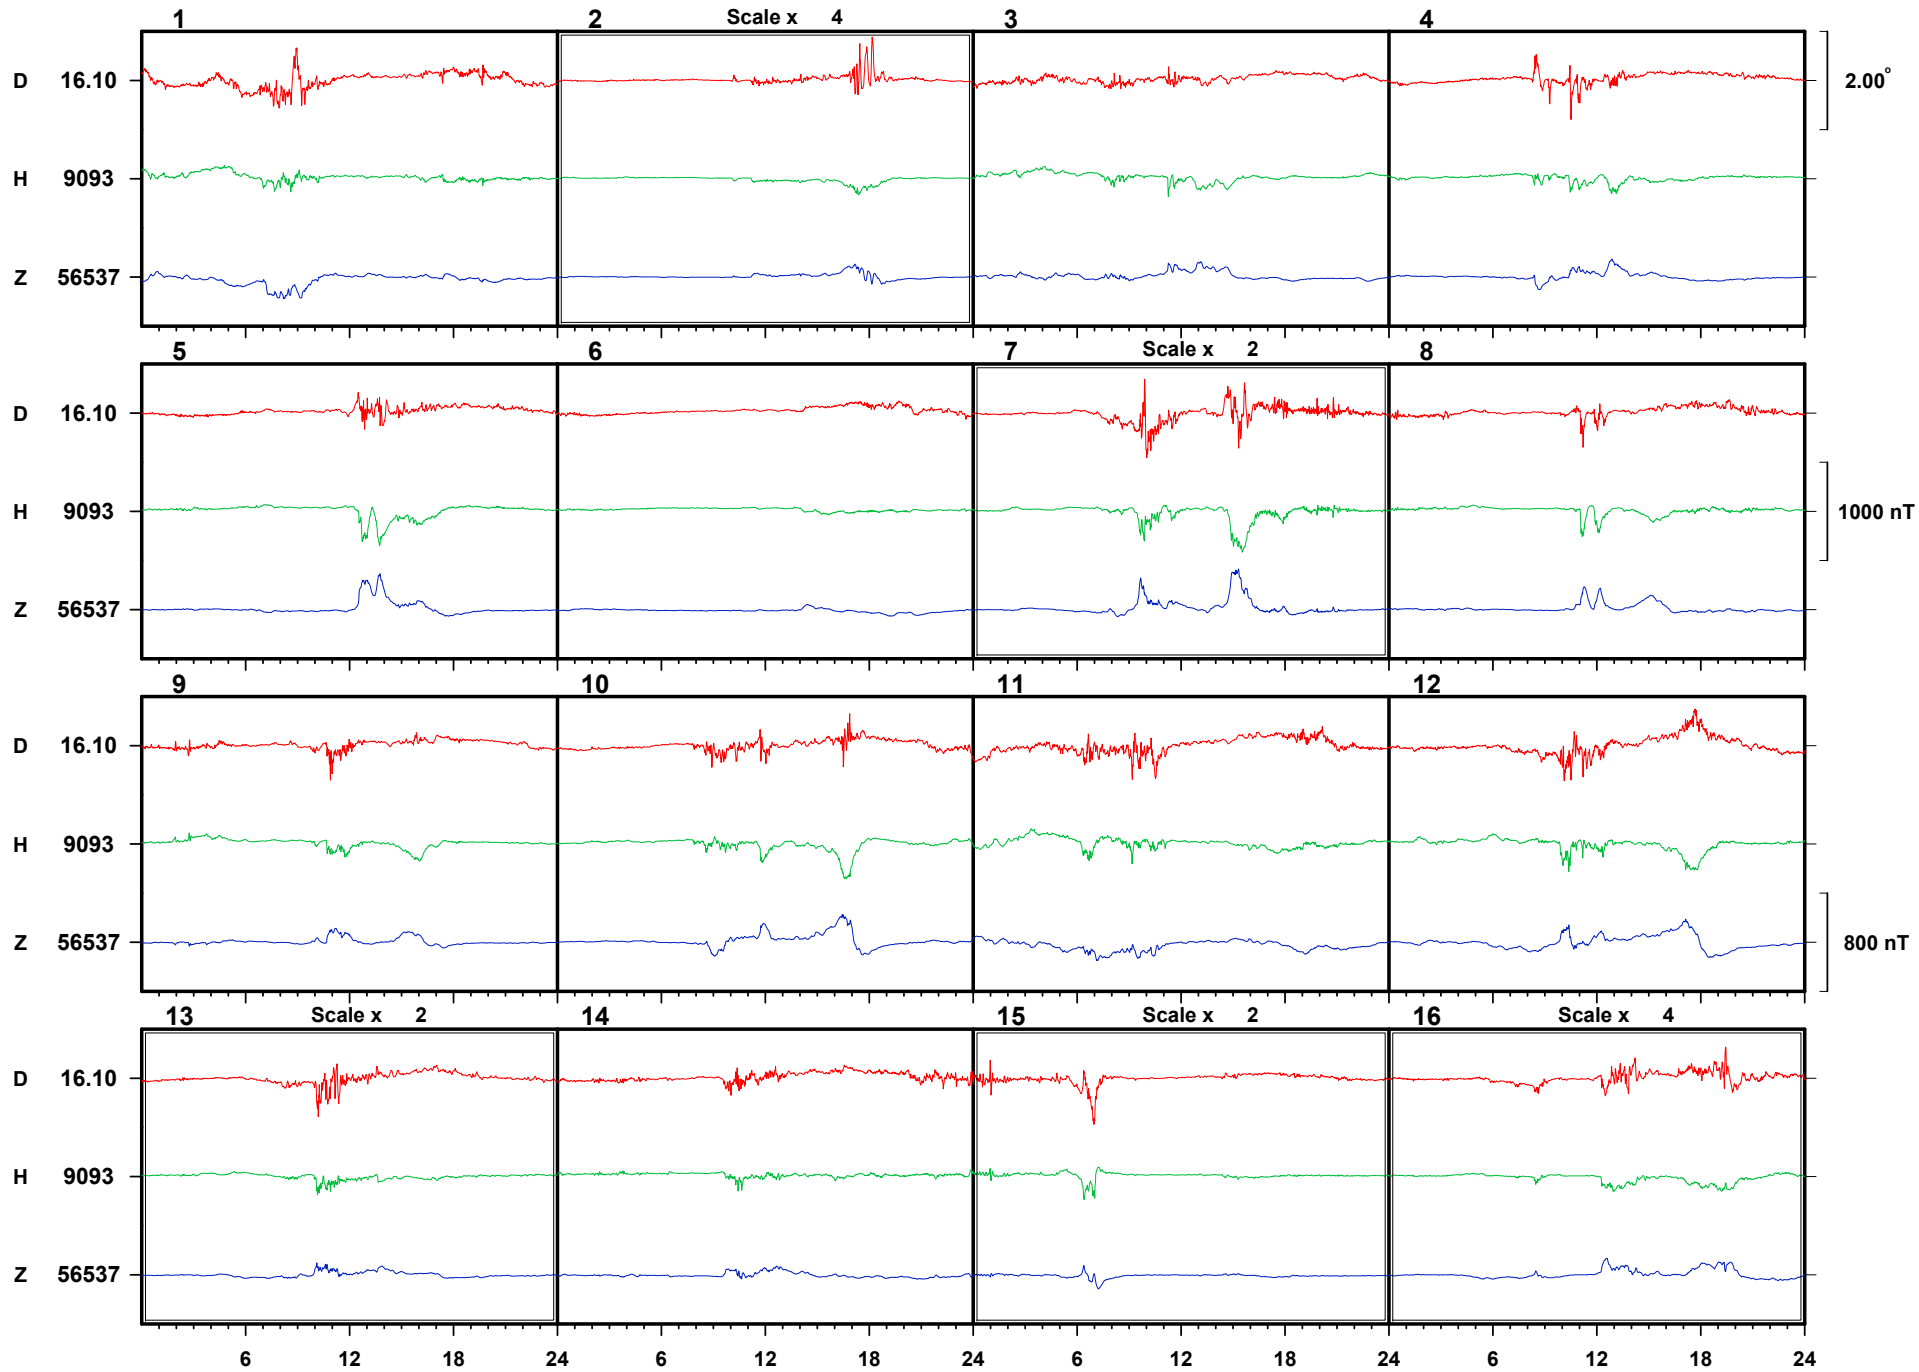 1 2 Scale x 4 3 4
D 16.10 2.00°
H 9093
Z 56537
5 6 7 Scale x 2 8
D 16.10
H 9093 1000 nT
Z 56537
9 10 11 12
D 16.10
H 9093
Z 56537 800 nT
13 Scale x 2 14 15 Scale x 2 16 Scale x 4
D 16.10
H 9093
Z 56537
6 12 18 24 6 12 18 24 6 12 18 24 6 12 18 24